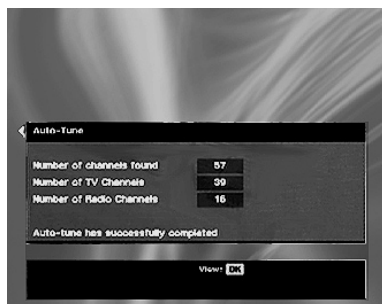 Auto-Tune
Number of channels found 57
Number of TV Channels 39
Number of Radio Channels 16
Auto-tune has successfully completed
View: OK